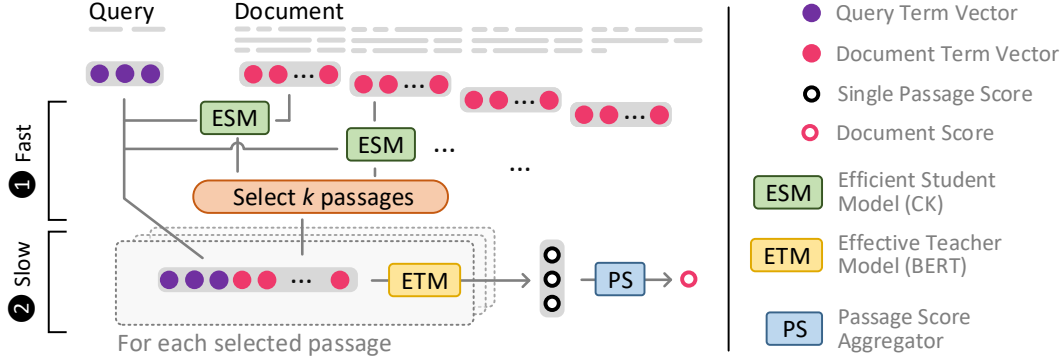 Query
Document
...
...
...
...
❶ Fast
ESM
ESM
...
...
Select k passages
❷ Slow
...
ETM
PS
For each selected passage
Query Term Vector
Document Term Vector
Single Passage Score
Document Score
ESM
Efficient Student
Model (CK)
ETM
Effective Teacher
Model (BERT)
PS
Passage Score
Aggregator